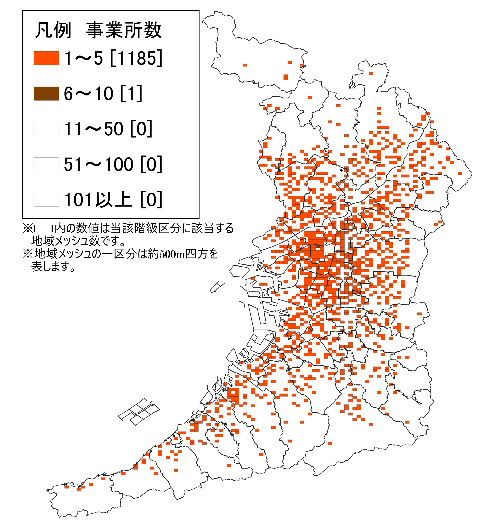 凡例 事業所数
1～5 [1185]
6～10 [1]
11～50 [0]
51～100 [0]
101以上 [0]
※[ ]内の数値は当該階級区分に該当する
地域メッシュ数です。
※地域メッシュの一区分は約500m四方を
表します。